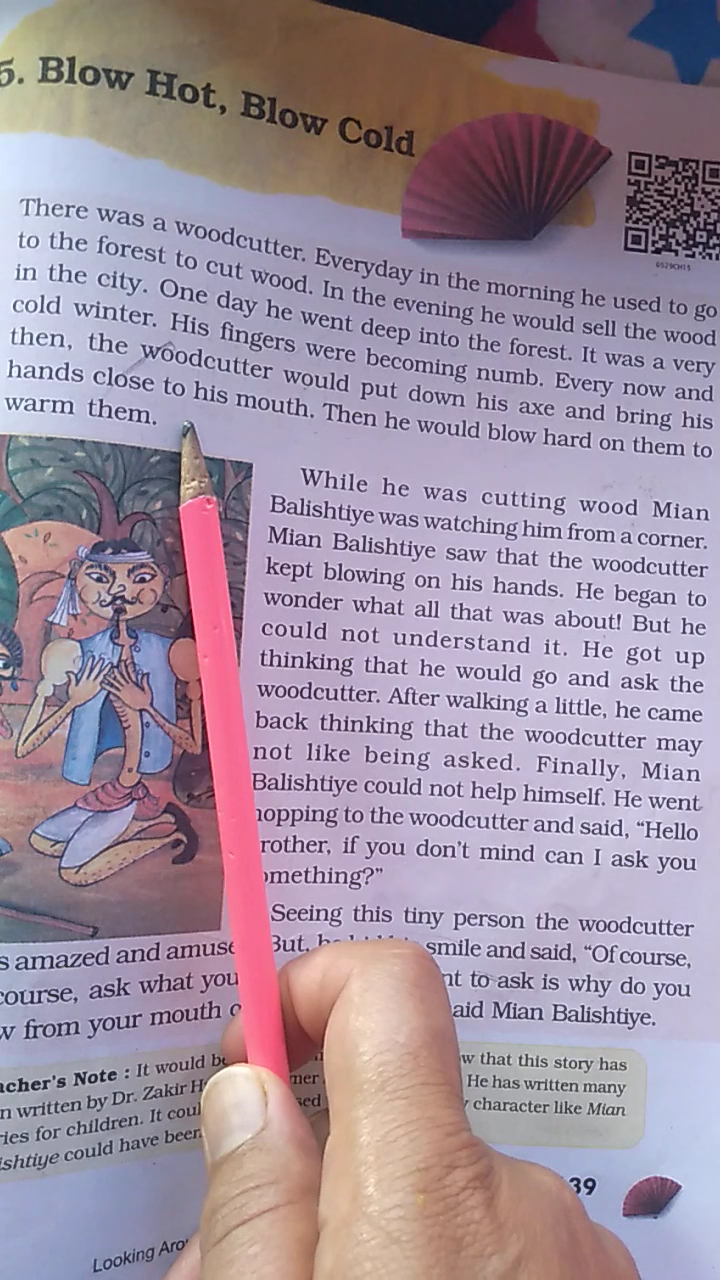 5. Blow Hot, Blow Cold
0529CH15
There was a woodcutter. Everyday in the morning he used to go
to the forest to cut wood. In the evening he would sell the wood
in the city. One day he went deep into the forest. It was a very
cold winter. His fingers were becoming numb. Every now and
then, the woodcutter would put down his axe and bring his
hands close to his mouth. Then he would blow hard on them to
warm them.
While he was cutting wood Mian
Balishtiye was watching him from a corner.
Mian Balishtiye saw that the woodcutter
kept blowing on his hands. He began to
wonder what all that was about! But he
could not understand it. He got up
thinking that he would go and ask the
woodcutter. After walking a little, he came
back thinking that the woodcutter may
not like being asked. Finally, Mian
Balishtiye could not help himself. He went
hopping to the woodcutter and said, “Hello
rother, if you don't mind can I ask you
omething?”
Seeing this tiny person the woodcutter
s amazed and amuse But, smile and said, “Of course,
course, ask what you nt to ask is why do you
w from your mouth aid Mian Balishtiye.
acher's Note : It would be w that this story has
n written by Dr. Zakir H mer He has written many
ries for children. It coul sed character like Mian
ishtiye could have been
39
Looking Aro